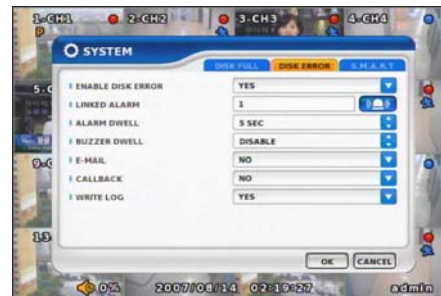 1-CH1 2-CH2 3-CH3 4-CH4
P
SYSTEM
DISK FULL DISK ERROR S.M.A.R.T
ENABLE DISK ERROR YES
LINKED ALARM 1
ALARM DWELL 5 SEC
BUZZER DWELL DISABLE
E-MAIL NO
CALLBACK NO
WRITE LOG YES
OK CANCEL
0% 2007/08/14 02:19:27 admin